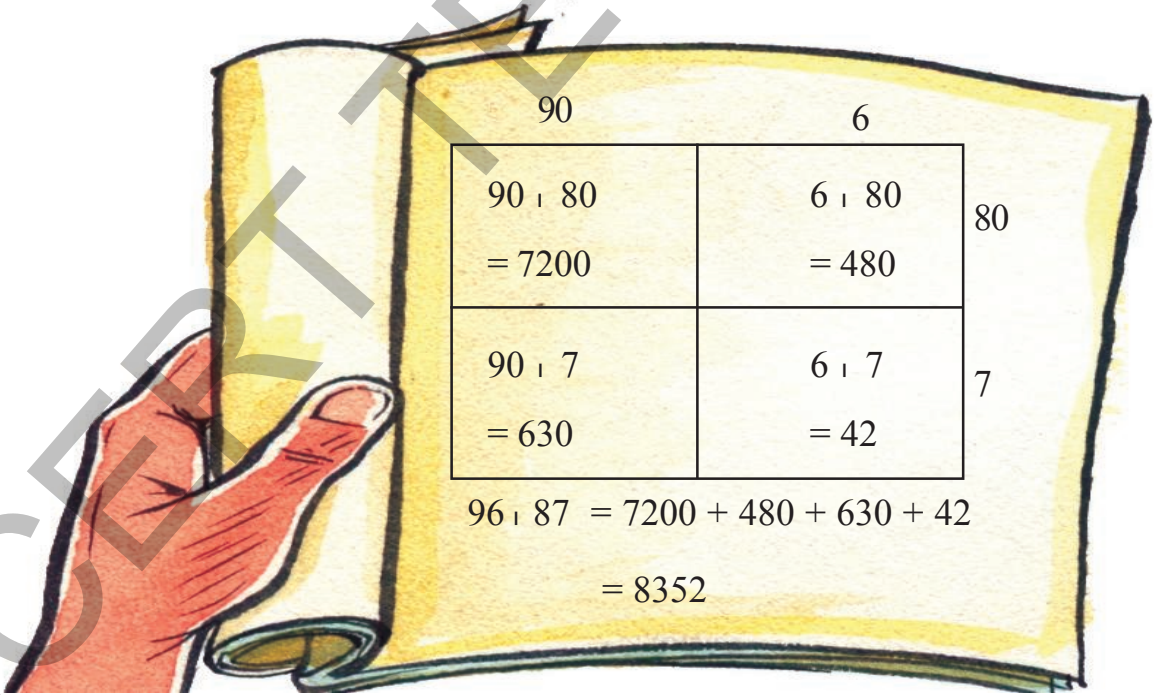 90 6
90 ı 80 6 ı 80
80
= 7200 = 480
90 ı 7 6 ı 7
7
= 630 = 42
96 ı 87 = 7200 + 480 + 630 + 42
= 8352